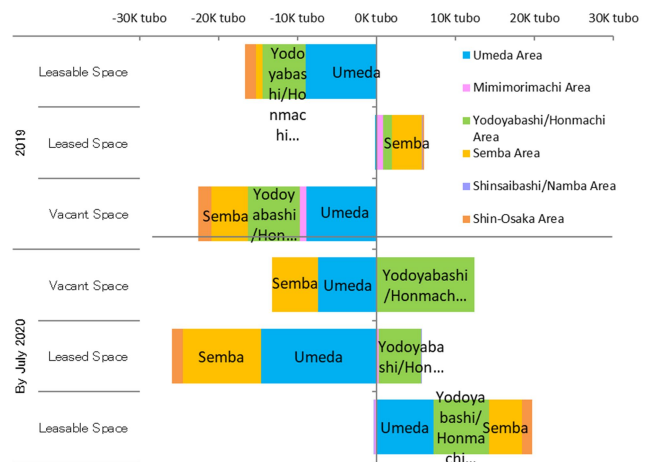 -30K tubo -20K tubo -10K tubo 0K tubo 10K tubo 20K tubo 30K tubo
2019
Leasable Space
Yodo
yabas
hi/Ho
nmac
hi...
Umeda
Leased Space
Semba
Vacant Space
Semba
Yodoy
abashi
/Hon...
Umeda
Umeda Area
Mimimorimachi Area
Yodoyabashi/Honmachi
Area
Semba Area
Shinsaibashi/Namba Area
Shin-Osaka Area
By July 2020
Vacant Space
Semba
Umeda
Yodoyabashi
/Honmach...
Leased Space
Semba
Umeda
Yodoyaba
shi/Hon...
Leasable Space
Umeda
Yodoya
bashi/
Honma
chi...
Semba